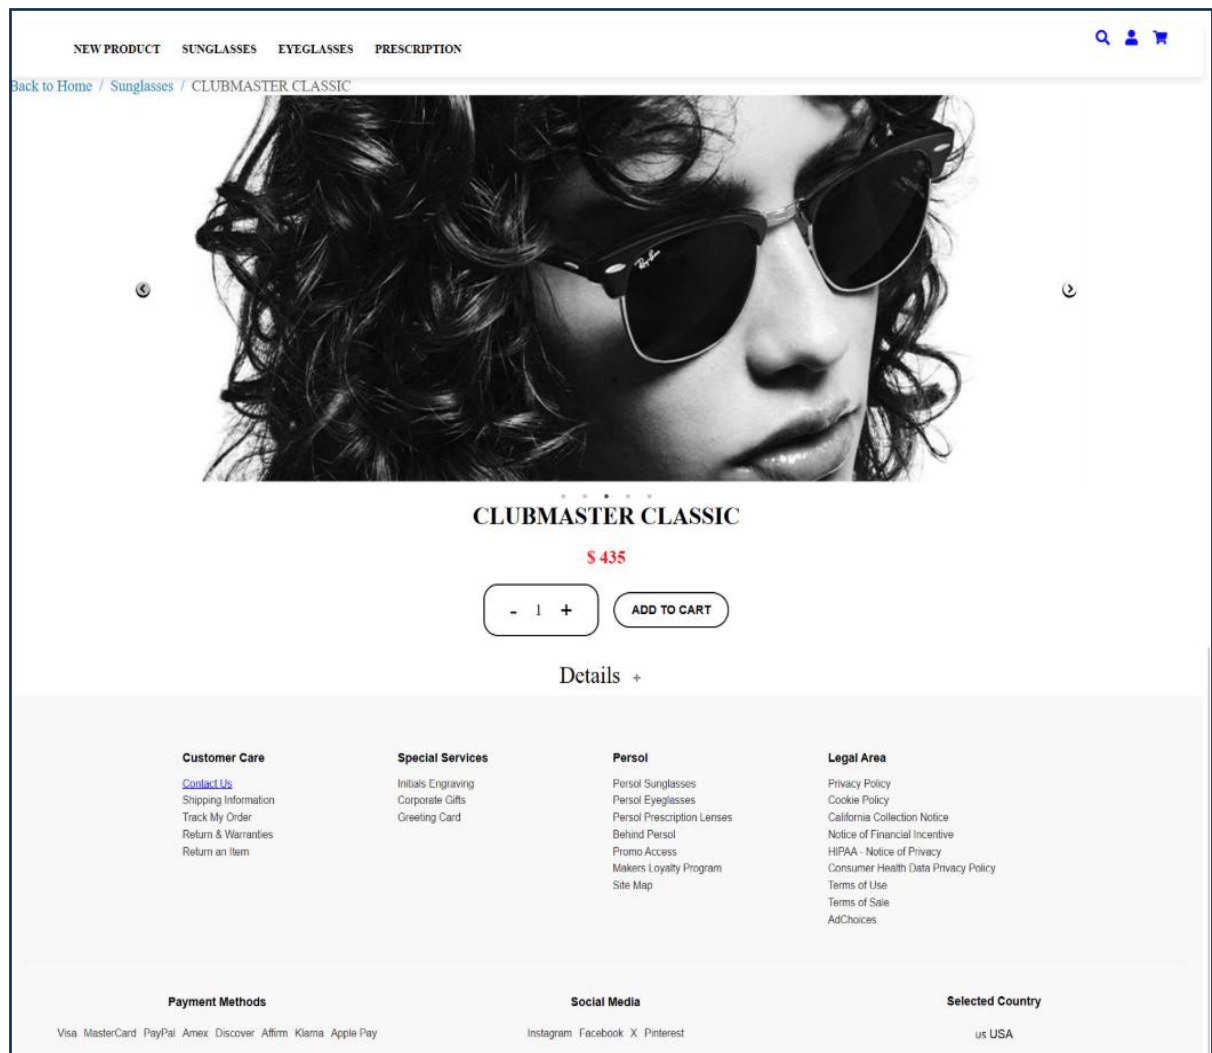 NEW PRODUCT SUNGLASSES EYEGLASSES PRESCRIPTION
Back to Home / Sunglasses / CLUBMASTER CLASSIC
Ray-Ban
CLUBMASTER CLASSIC
$ 435
- 1 + ADD TO CART
Details +
Customer Care
Contact Us
Shipping Information
Track My Order
Return & Warranties
Return an Item
Special Services
Initials Engraving
Corporate Gifts
Greeting Card
Persol
Persol Sunglasses
Persol Eyeglasses
Persol Prescription Lenses
Behind Persol
Promo Access
Makers Loyalty Program
Site Map
Legal Area
Privacy Policy
Cookie Policy
California Collection Notice
Notice of Financial Incentive
HIPAA - Notice of Privacy
Consumer Health Data Privacy Policy
Terms of Use
Terms of Sale
AdChoices
Payment Methods
Visa MasterCard PayPal Amex Discover Affirm Klarna Apple Pay
Social Media
Instagram Facebook X Pinterest
Selected Country
us USA